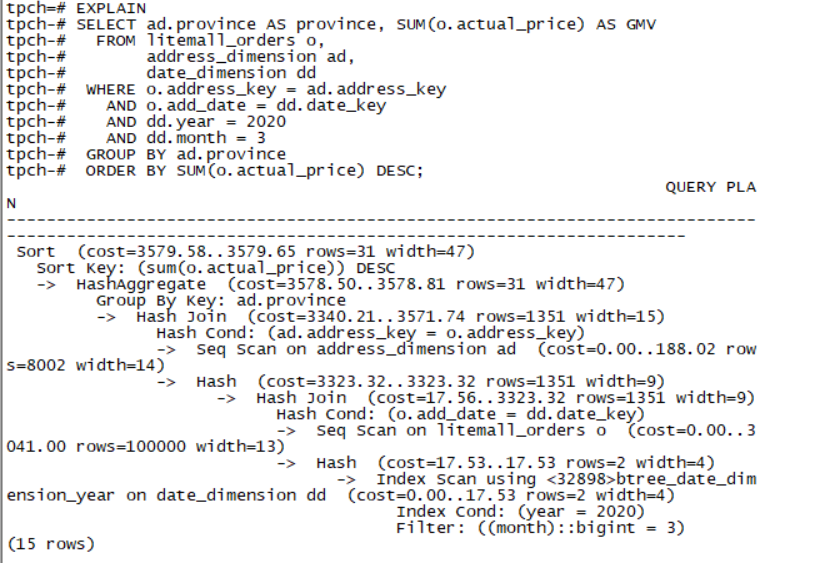 tpch=# EXPLAIN
tpch-# SELECT ad.province AS province, SUM(o.actual_price) AS GMV
tpch-#   FROM litemall_orders o,
tpch-#        address_dimension ad,
tpch-#        date_dimension dd
tpch-#  WHERE o.address_key = ad.address_key
tpch-#    AND o.add_date = dd.date_key
tpch-#    AND dd.year = 2020
tpch-#    AND dd.month = 3
tpch-#  GROUP BY ad.province
tpch-#  ORDER BY SUM(o.actual_price) DESC;
                                                                  QUERY PLA
N
---------------------------------------------------------------------------
--------------------------------------------------------------------
 Sort  (cost=3579.58..3579.65 rows=31 width=47)
   Sort Key: (sum(o.actual_price)) DESC
   ->  HashAggregate  (cost=3578.50..3578.81 rows=31 width=47)
         Group By Key: ad.province
         ->  Hash Join  (cost=3340.21..3571.74 rows=1351 width=15)
               Hash Cond: (ad.address_key = o.address_key)
               ->  Seq Scan on address_dimension ad  (cost=0.00..188.02 row
s=8002 width=14)
               ->  Hash  (cost=3323.32..3323.32 rows=1351 width=9)
                     ->  Hash Join  (cost=17.56..3323.32 rows=1351 width=9)
                           Hash Cond: (o.add_date = dd.date_key)
                           ->  Seq Scan on litemall_orders o  (cost=0.00..3
041.00 rows=100000 width=13)
                           ->  Hash  (cost=17.53..17.53 rows=2 width=4)
                                 ->  Index Scan using <32898>btree_date_dim
ension_year on date_dimension dd  (cost=0.00..17.53 rows=2 width=4)
                                       Index Cond: (year = 2020)
                                       Filter: ((month)::bigint = 3)
(15 rows)